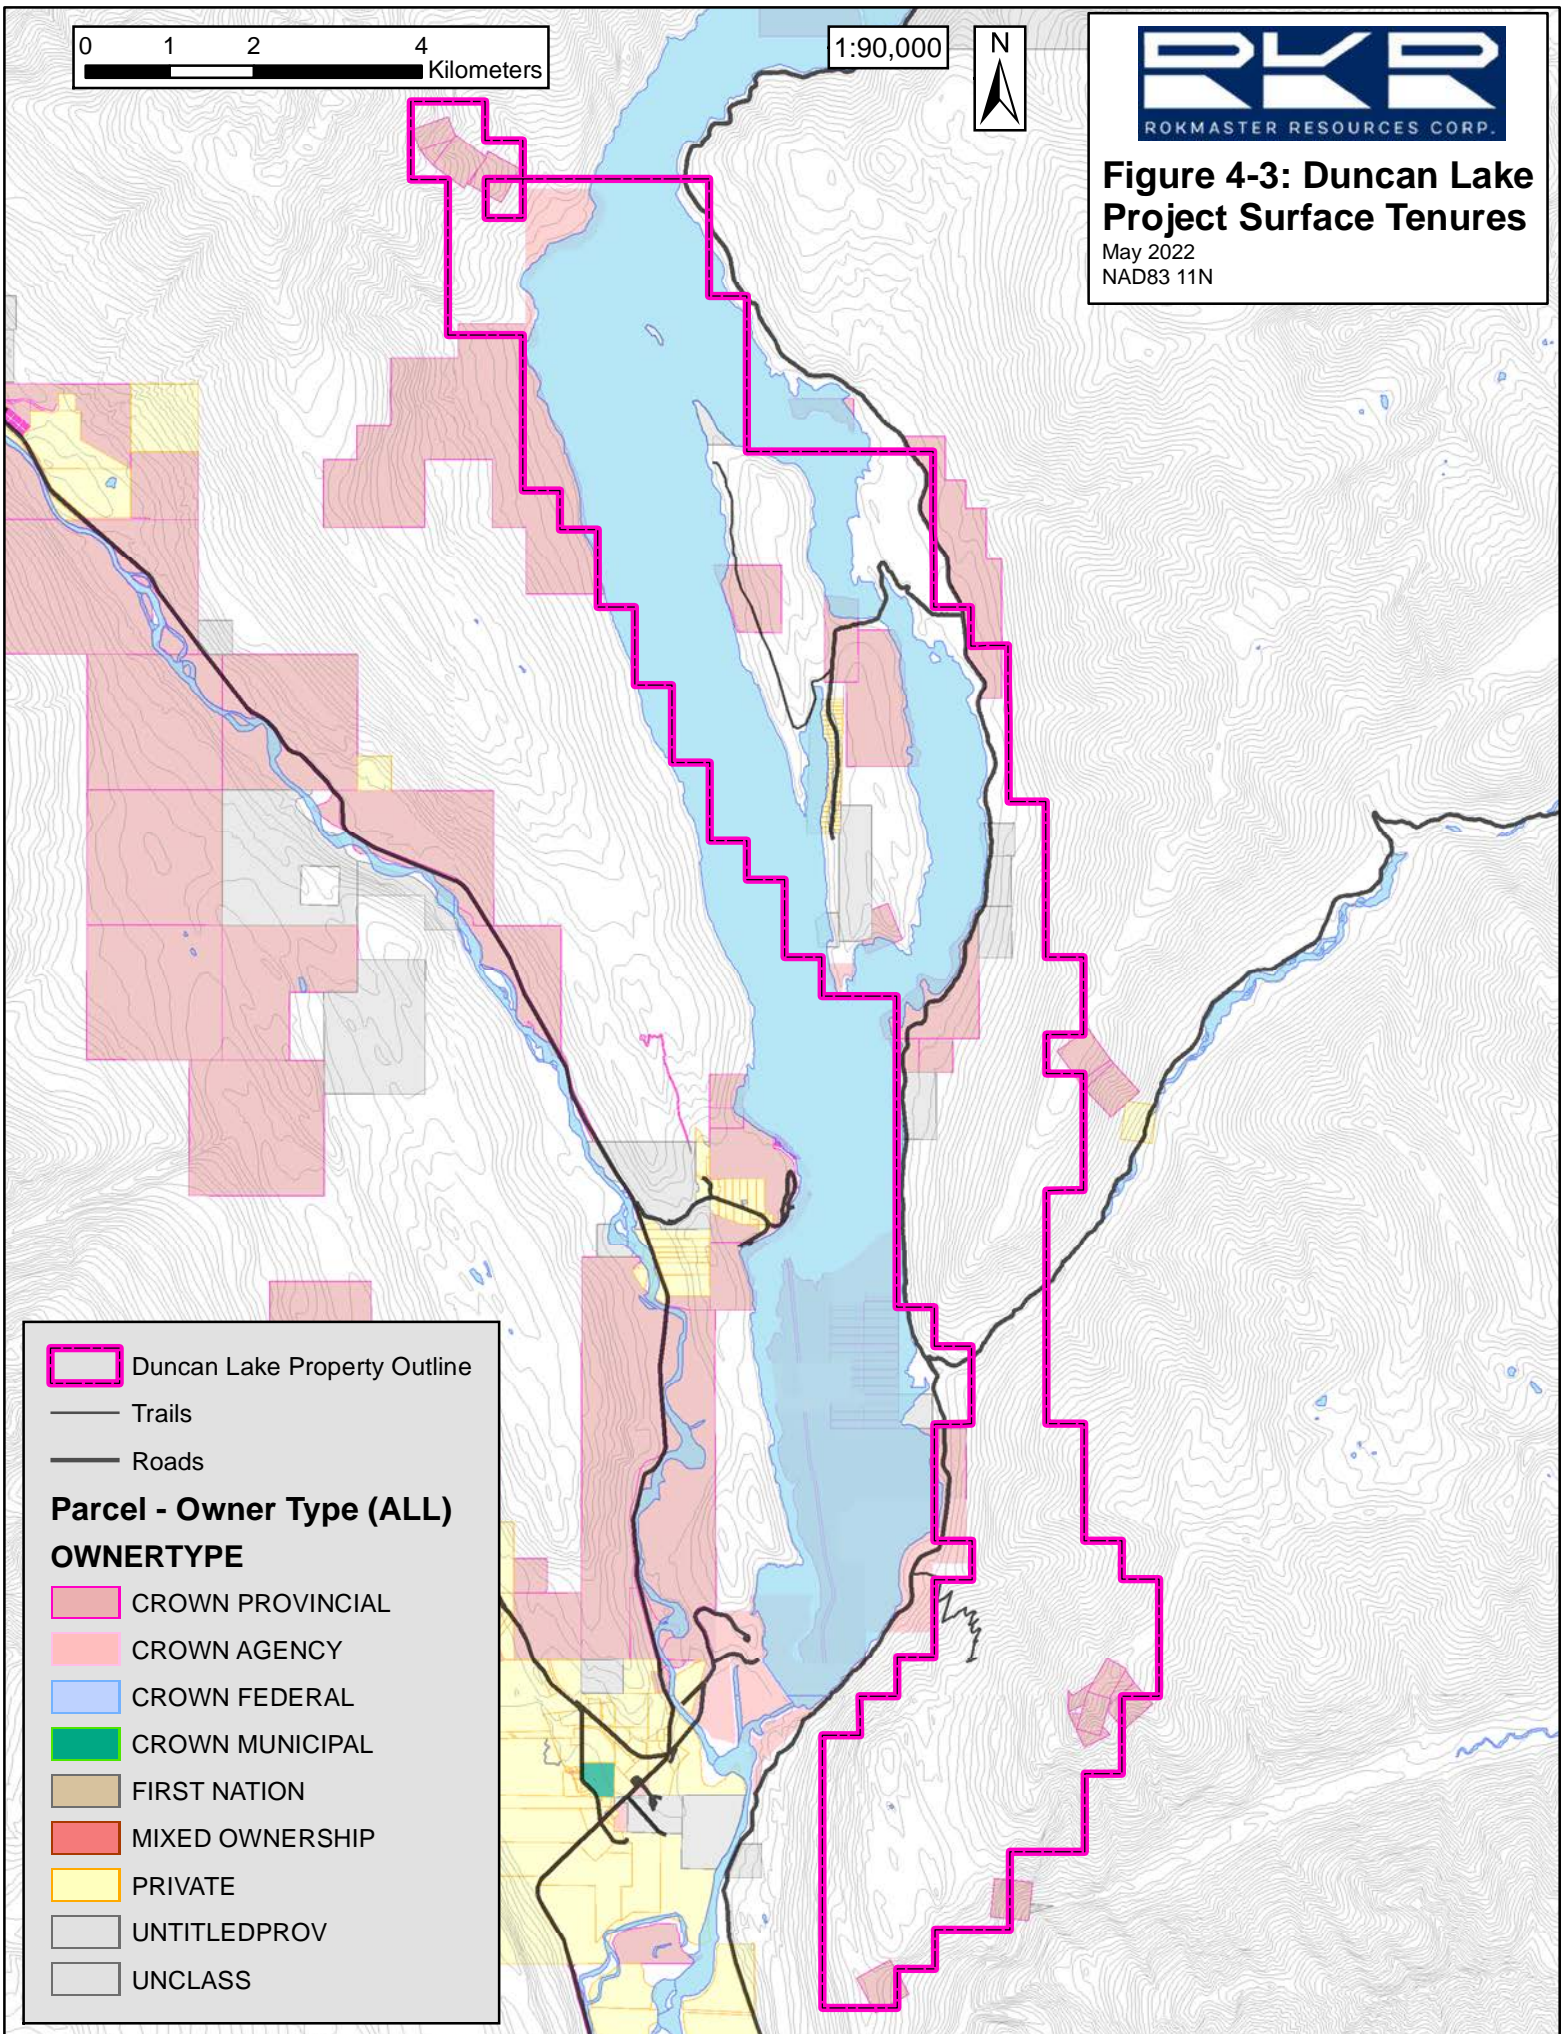 0 1 2 4
Kilometers
1:90,000
N
RKR
ROKMASTER RESOURCES CORP.
Figure 4-3: Duncan Lake
Project Surface Tenures
May 2022
NAD83 11N
Duncan Lake Property Outline
Trails
Roads
Parcel - Owner Type (ALL)
OWNERTYPE
CROWN PROVINCIAL
CROWN AGENCY
CROWN FEDERAL
CROWN MUNICIPAL
FIRST NATION
MIXED OWNERSHIP
PRIVATE
UNTITLEDPROV
UNCLASS